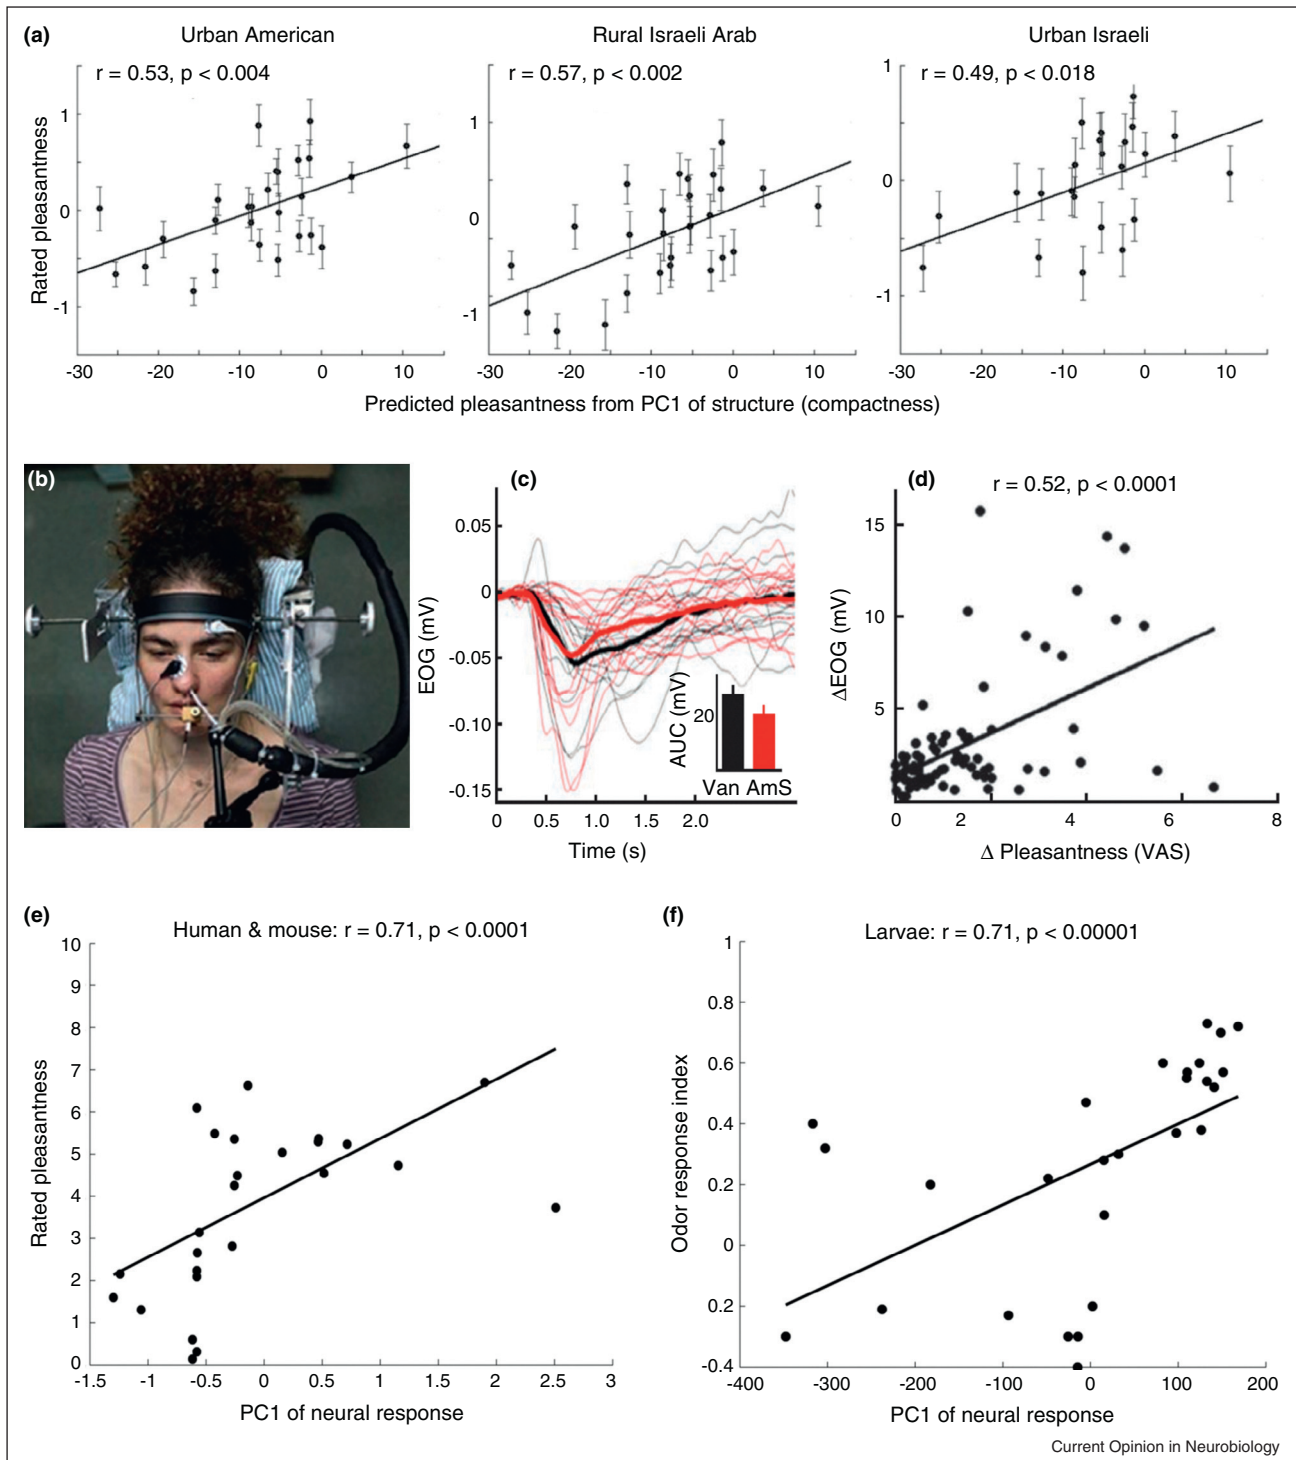 (a)
Urban American
Rural Israeli Arab
Urban Israeli
r = 0.53, p < 0.004
r = 0.57, p < 0.002
r = 0.49, p < 0.018
Rated pleasantness
1
0
-1
1
0
-1
1
0
-1
-30 -20 -10 0 10
-30 -20 -10 0 10
-30 -20 -10 0 10
Predicted pleasantness from PC1 of structure (compactness)
(b)
(c)
EOG (mV)
0.05
0
-0.05
-0.10
-0.15
AUC (mV)
20
Van AmS
0 0.5 1.0 1.5 2.0
Time (s)
(d)
r = 0.52, p < 0.0001
ΔEOG (mV)
15
10
5
0 2 4 6 8
Δ Pleasantness (VAS)
(e)
Human & mouse: r = 0.71, p < 0.0001
Rated pleasantness
10
9
8
7
6
5
4
3
2
1
0
-1.5 -1 -0.5 0 0.5 1 1.5 2 2.5 3
PC1 of neural response
(f)
Larvae: r = 0.71, p < 0.00001
Odor response index
1
0.8
0.6
0.4
0.2
0
0.2
-0.4
-400 -300 -200 -100 0 100 200
PC1 of neural response
Current Opinion in Neurobiology